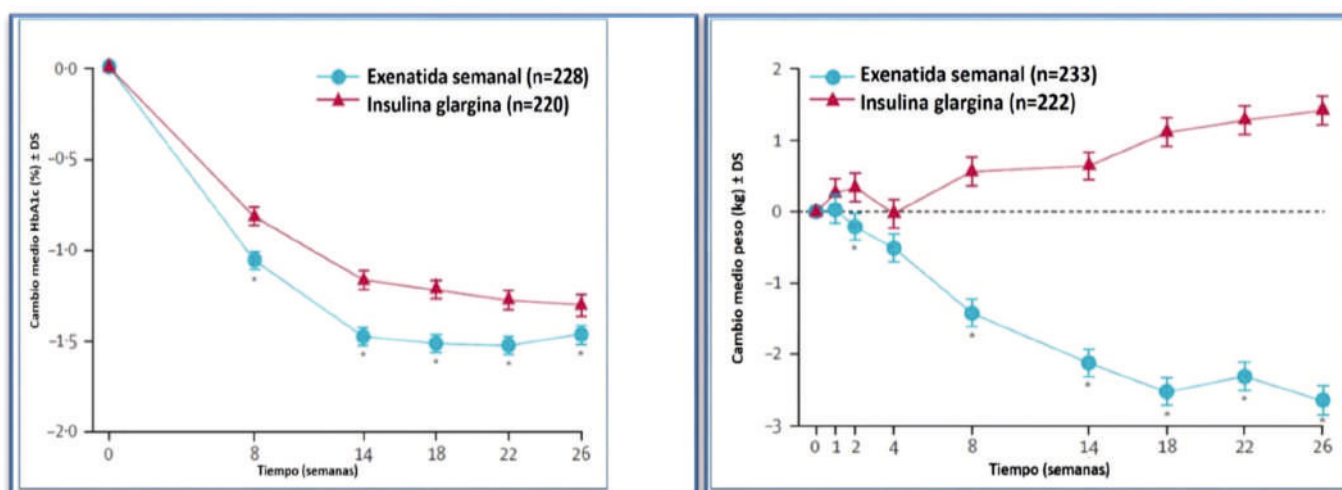 Exenatida semanal (n=228)
Insulina glargina (n=220)
Cambio medio HbA1c (%) ± DS
0·0
−0·5
−1·0
−1·5
−2·0
0 8 14 18 22 26
Tiempo (semanas)
*
*
*
*
*
Exenatida semanal (n=233)
Insulina glargina (n=222)
Cambio medio peso (kg) ± DS
2
1
0
−1
−2
−3
0 1 2 4 8 14 18 22 26
Tiempo (semanas)
*
*
*
*
*
*